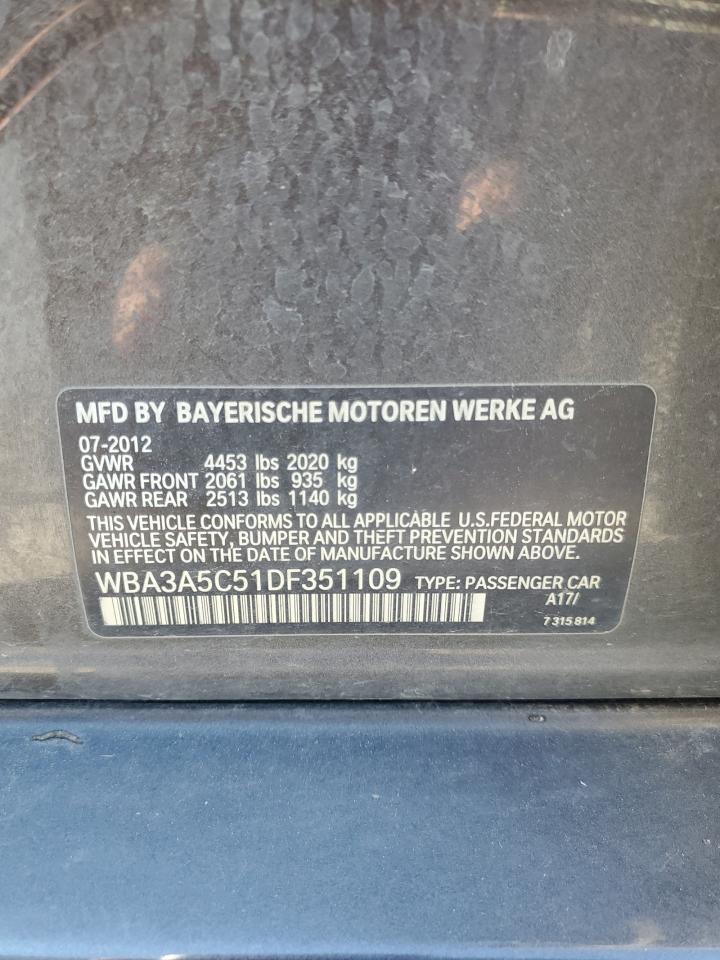 MFD BY BAYERISCHE MOTOREN WERKE AG
07-2012
GVWR 4453 lbs 2020 kg
GAWR FRONT 2061 lbs 935 kg
GAWR REAR 2513 lbs 1140 kg
THIS VEHICLE CONFORMS TO ALL APPLICABLE U.S.FEDERAL MOTOR
VEHICLE SAFETY, BUMPER AND THEFT PREVENTION STANDARDS
IN EFFECT ON THE DATE OF MANUFACTURE SHOWN ABOVE.
WBA3A5C51DF351109 TYPE: PASSENGER CAR
A17/
7 315 814